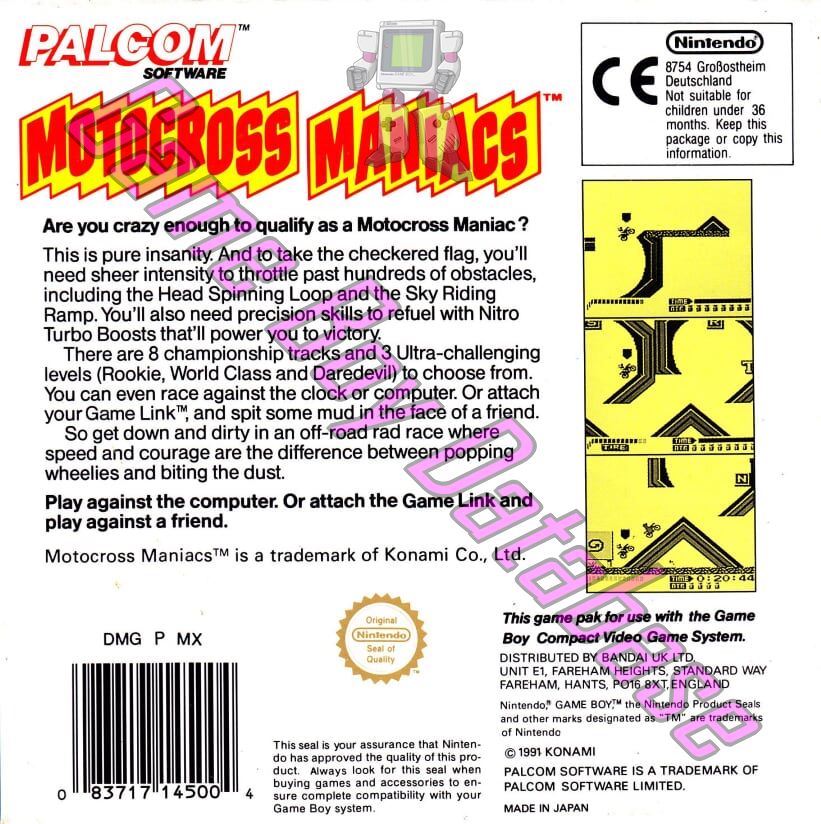 PALCOM™
SOFTWARE
MOTOCROSS MANIACS™
Nintendo®
8754 Großostheim
Deutschland
Not suitable for
children under 36
months. Keep this
package or copy this
information.
CE
Are you crazy enough to qualify as a Motocross Maniac?
This is pure insanity. And to take the checkered flag, you'll
need sheer intensity to throttle past hundreds of obstacles,
including the Head Spinning Loop and the Sky Riding
Ramp. You'll also need precision skills to refuel with Nitro
Turbo Boosts that'll power you to victory.
There are 8 championship tracks and 3 Ultra-challenging
levels (Rookie, World Class and Daredevil) to choose from.
You can even race against the clock or computer. Or attach
your Game Link™, and spit some mud in the face of a friend.
So get down and dirty in an off-road rad race where
speed and courage are the difference between popping
wheelies and biting the dust.
Play against the computer. Or attach the Game Link and
play against a friend.
Motocross Maniacs™ is a trademark of Konami Co., Ltd.
TIME
TIME
TIME 0:20:44
DMG P MX
Original
Nintendo
Seal of
Quality
™
0 83717 14500 4
This seal is your assurance that Ninten-
do has approved the quality of this pro-
duct. Always look for this seal when
buying games and accessories to en-
sure complete compatibility with your
Game Boy system.
This game pak for use with the Game
Boy Compact Video Game System.
DISTRIBUTED BY BANDAI UK LTD.
UNIT E1, FAREHAM HEIGHTS, STANDARD WAY
FAREHAM, HANTS, PO16 8XT, ENGLAND
Nintendo,® GAME BOY,™ the Nintendo Product Seals
and other marks designated as "TM" are trademarks
of Nintendo
© 1991 KONAMI
PALCOM SOFTWARE IS A TRADEMARK OF
PALCOM SOFTWARE LIMITED.
MADE IN JAPAN
Game Boy Database